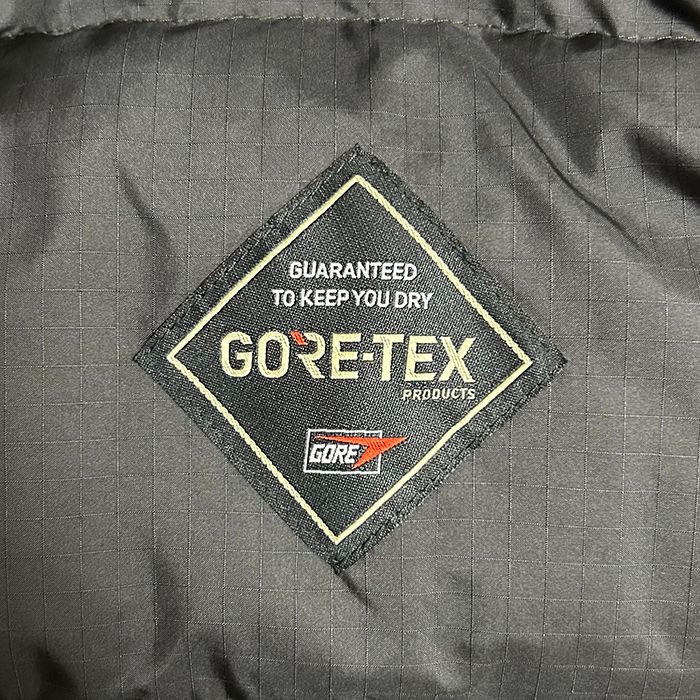 GUARANTEED
TO KEEP YOU DRY
GORE-TEX
PRODUCTS
GORE